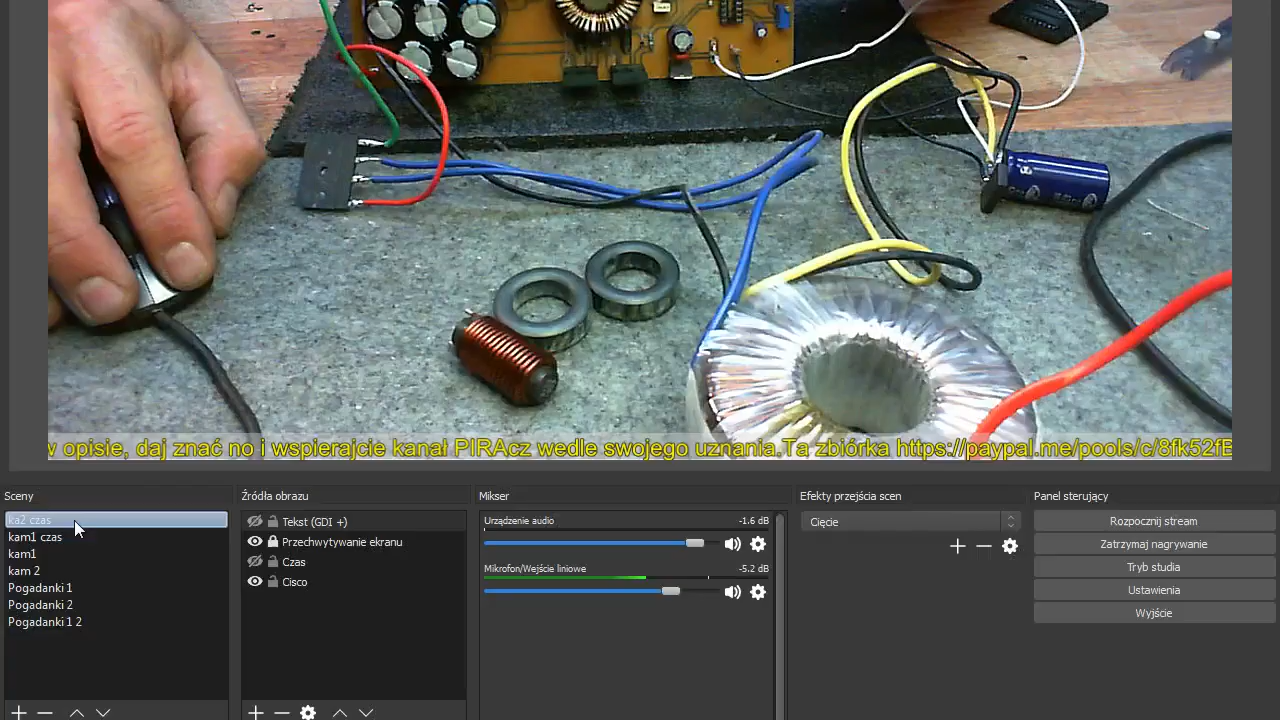 w opisie, daj znać no i wspierajcie kanał PIRAcz wedle swojego uznania.Ta zbiórka https://paypal.me/pools/c/8fk52fE
Sceny
ka2 czas
kam1 czas
kam1
kam 2
Pogadanki 1
Pogadanki 2
Pogadanki 1 2
Źródła obrazu
Tekst (GDI +)
Przechwytywanie ekranu
Czas
Cisco
Mikser
Urządzenie audio
-1.6 dB
Mikrofon/Wejście liniowe
-5.2 dB
Efekty przejścia scen
Cięcie
Panel sterujący
Rozpocznij stream
Zatrzymaj nagrywanie
Tryb studia
Ustawienia
Wyjście